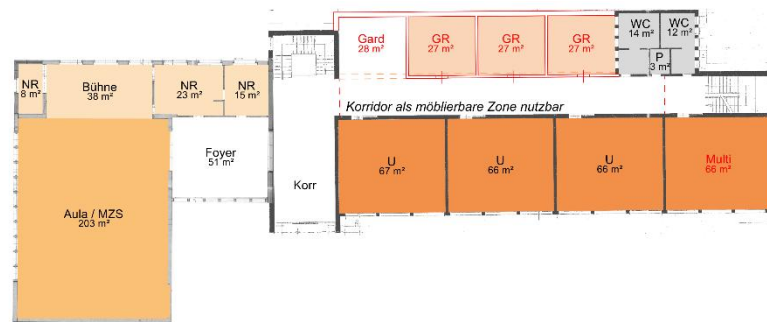 Gard
28 m²
GR
27 m²
GR
27 m²
GR
27 m²
WC
14 m²
WC
12 m²
P
3 m²
NR
8 m²
Bühne
38 m²
NR
23 m²
NR
15 m²
Korridor als möblierbare Zone nutzbar
Foyer
51 m²
Korr
U
67 m²
U
66 m²
U
66 m²
Multi
66 m²
Aula / MZS
203 m²